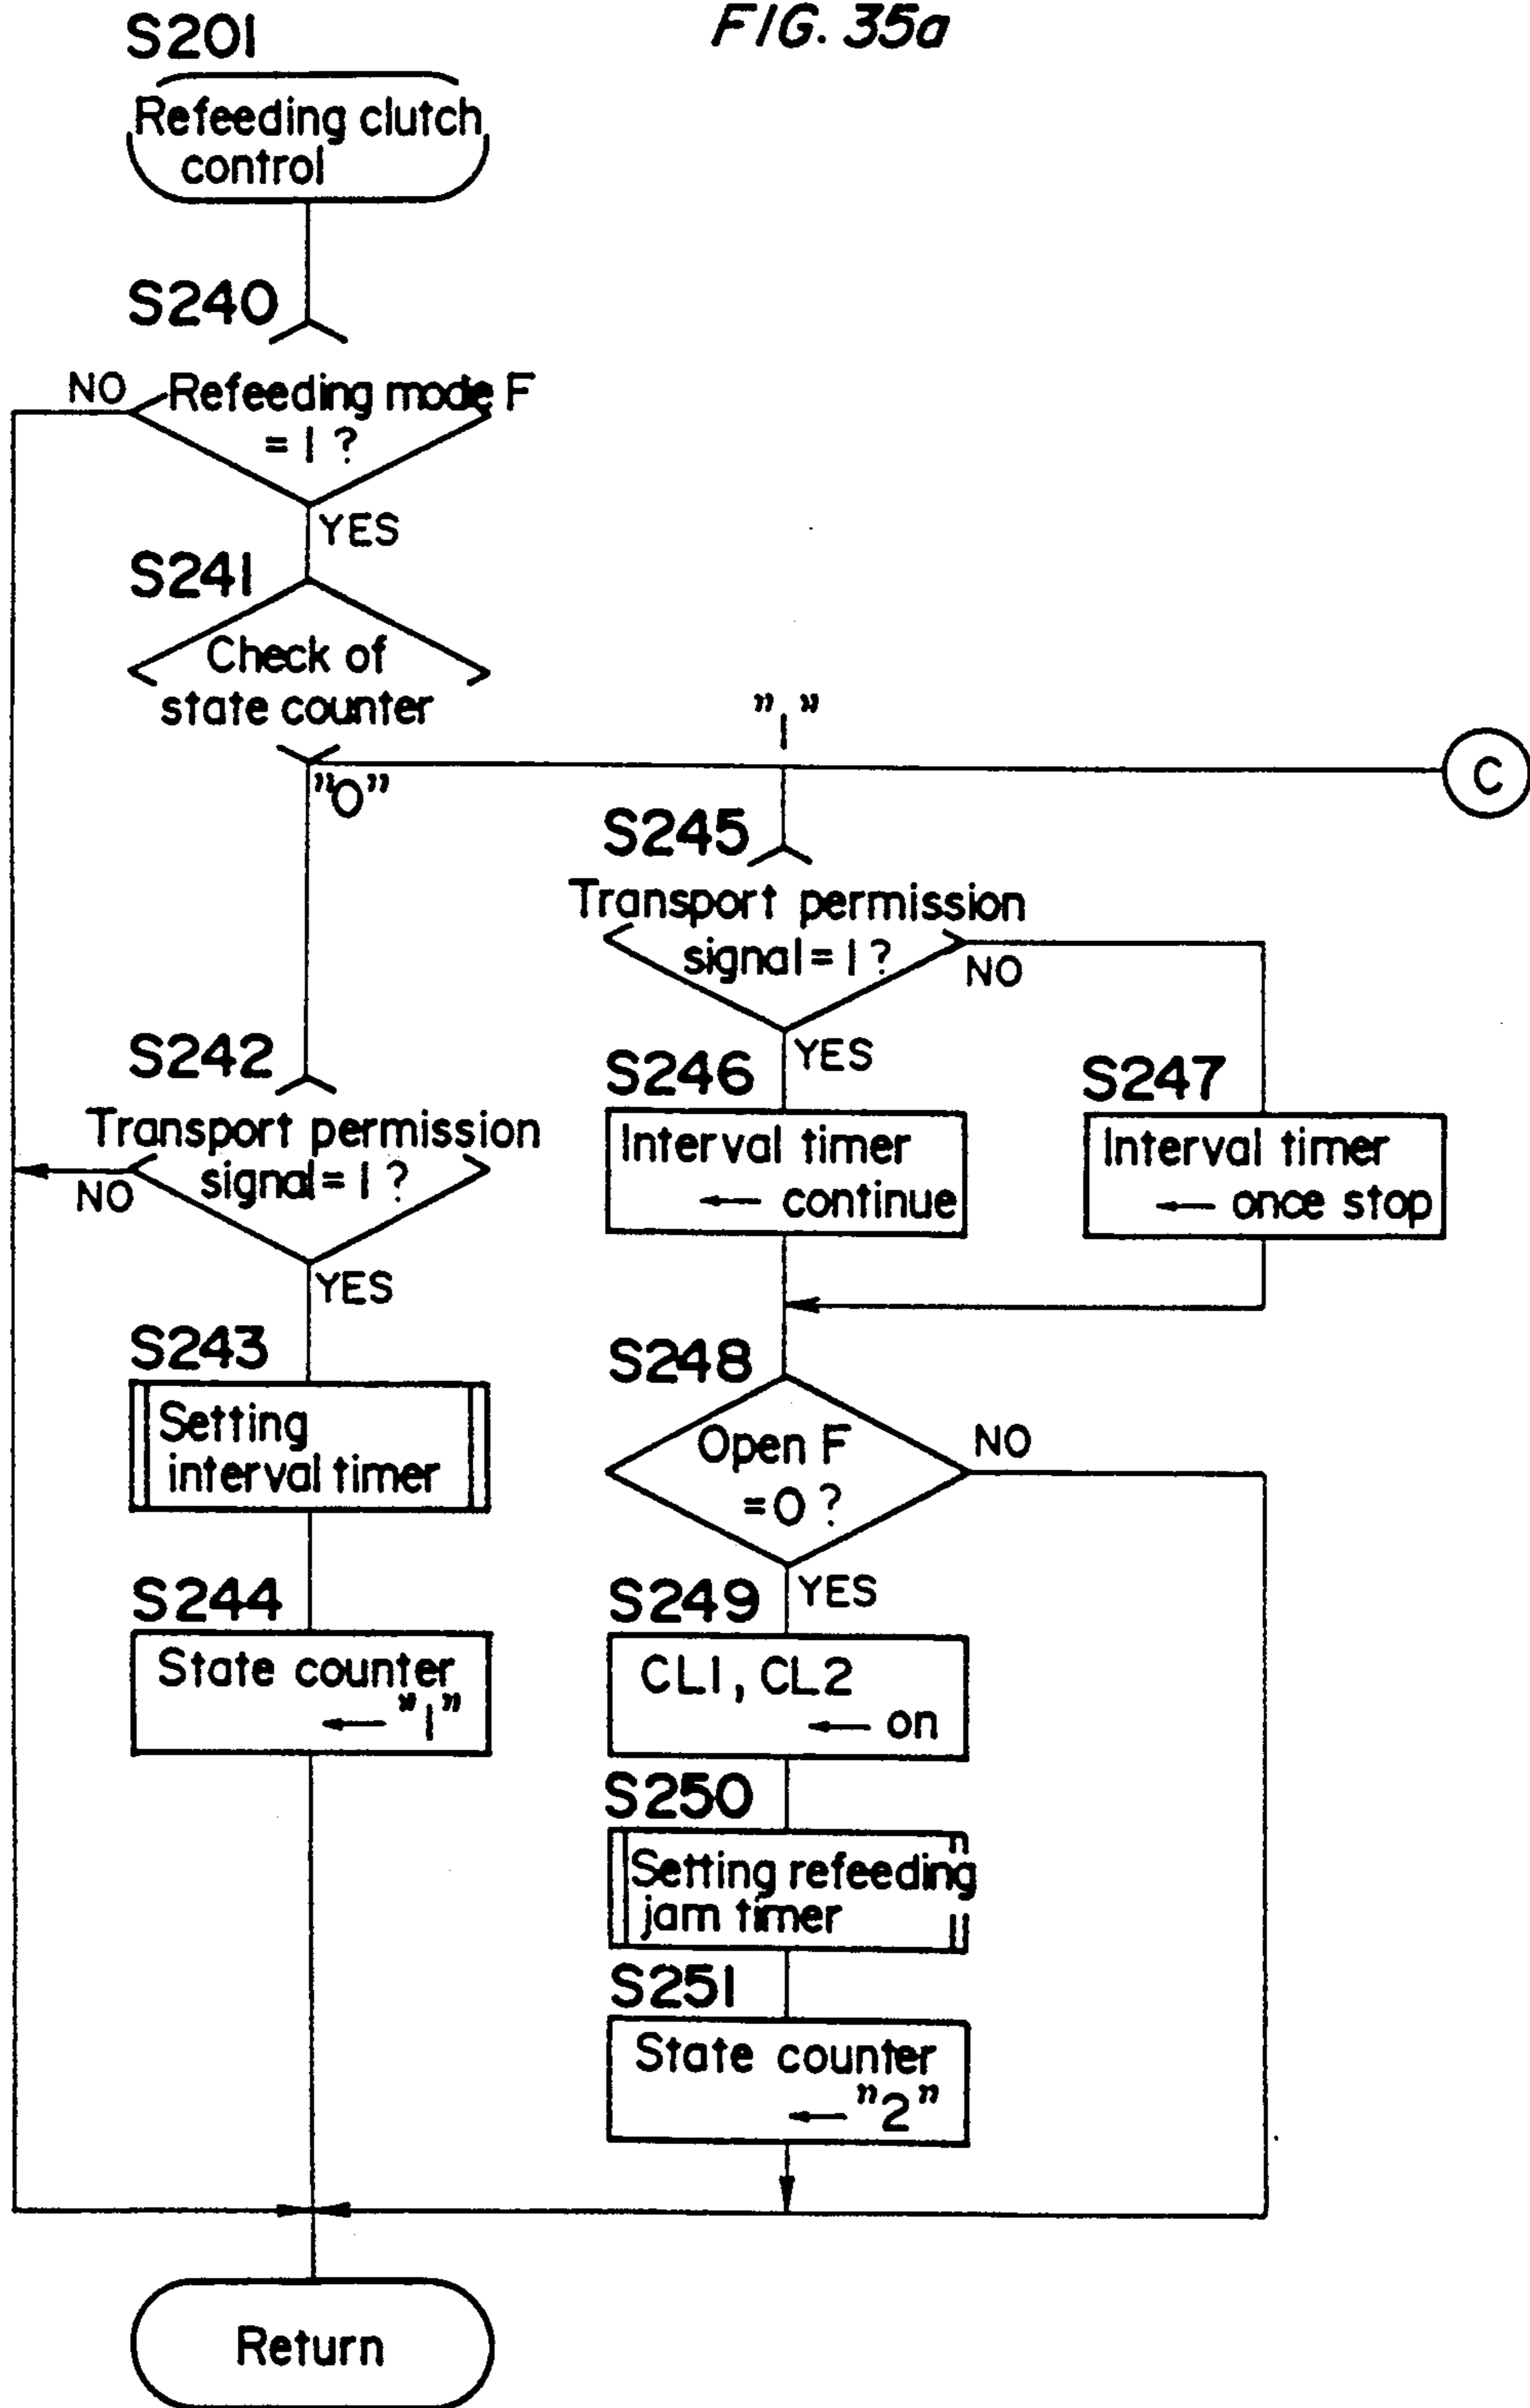 FIG. 35a
S201
Refeeding clutch
control
S240
NO
Refeeding mode F
= 1 ?
YES
S241
Check of
state counter
"0"
"1"
C
S242
Transport permission
signal = 1 ?
NO
YES
S243
Setting
interval timer
S244
State counter
← "1"
S245
Transport permission
signal = 1 ?
NO
YES
S246
Interval timer
← continue
S247
Interval timer
← once stop
S248
Open F
= 0 ?
NO
YES
S249
CL1, CL2
← on
S250
Setting refeeding
jam timer
S251
State counter
← "2"
Return